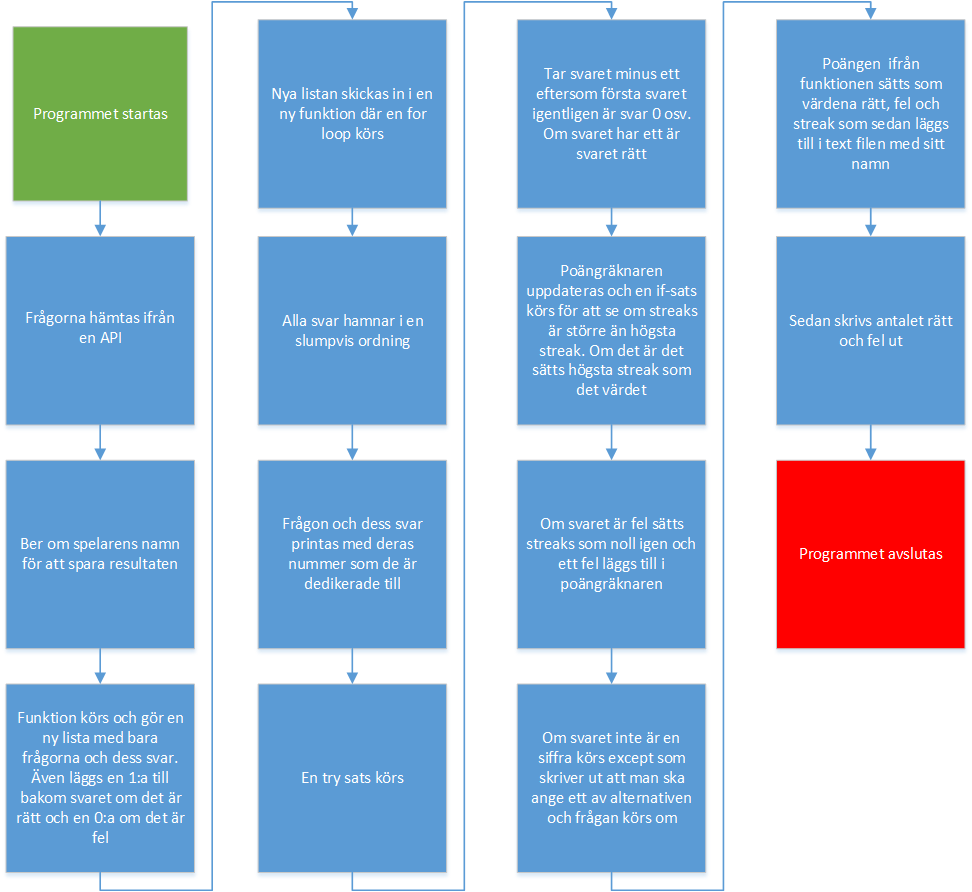 Programmet startas
Frågorna hämtas ifrån
en API
Ber om spelarens namn
för att spara resultaten
Funktion körs och gör en
ny lista med bara
frågorna och dess svar.
Även läggs en 1:a till
bakom svaret om det är
rätt och en 0:a om det är
fel
Nya listan skickas in i en
ny funktion där en for
loop körs
Alla svar hamnar i en
slumpvis ordning
Frågon och dess svar
printas med deras
nummer som de är
dedikerade till
En try sats körs
Tar svaret minus ett
eftersom första svaret
igentligen är svar 0 osv.
Om svaret har ett är
svaret rätt
Poängräknaren
uppdateras och en if-sats
körs för att se om streaks
är större än högsta
streak. Om det är det
sätts högsta streak som
det värdet
Om svaret är fel sätts
streaks som noll igen och
ett fel läggs till i
poängräknaren
Om svaret inte är en
siffra körs except som
skriver ut att man ska
ange ett av alternativen
och frågan körs om
Poängen ifrån
funktionen sätts som
värdena rätt, fel och
streak som sedan läggs
till i text filen med sitt
namn
Sedan skrivs antalet rätt
och fel ut
Programmet avslutas